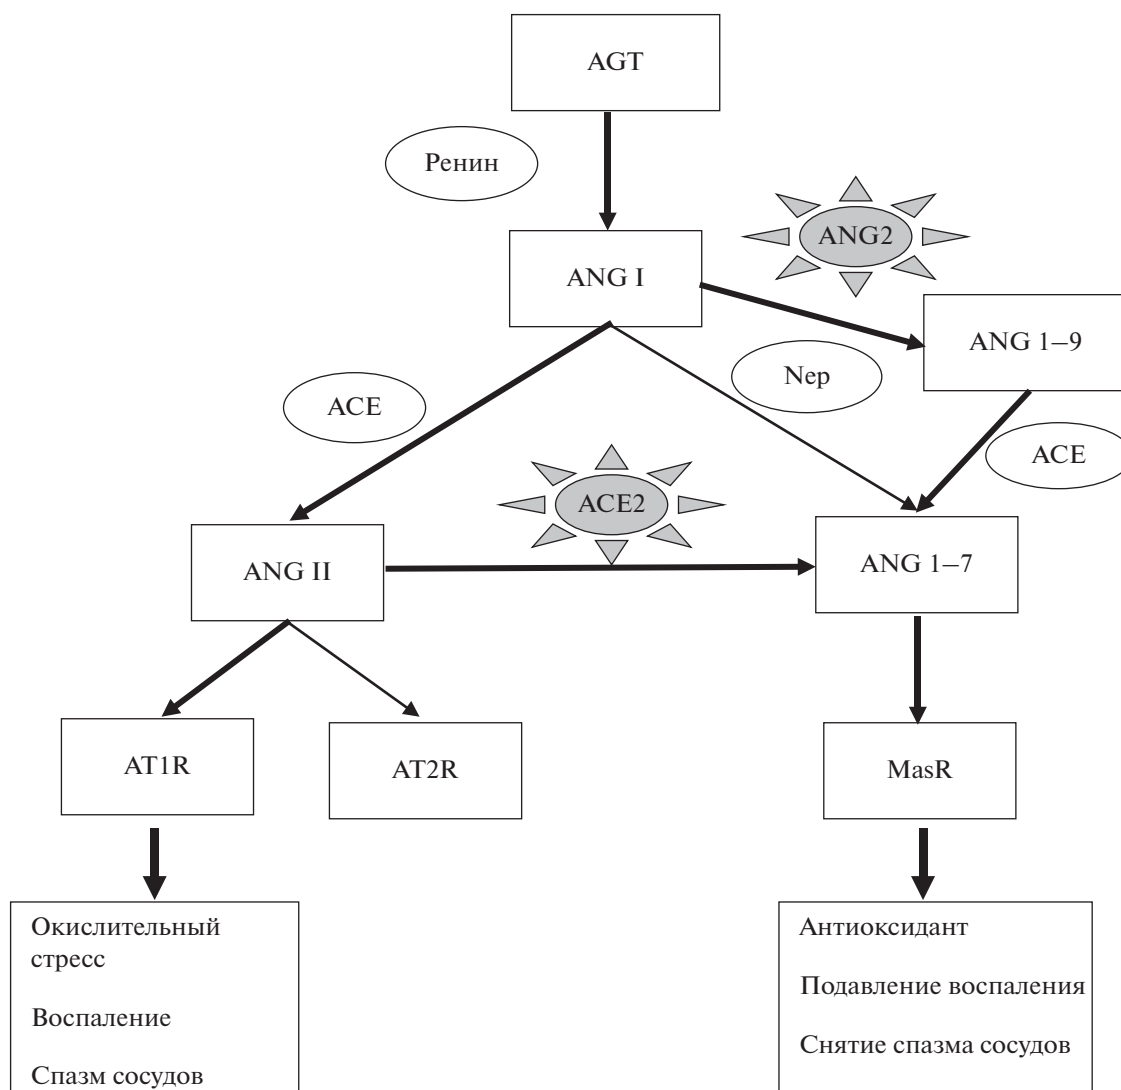 AGT
Ренин
ANG2
ANG I
ANG 1–9
Nep
ACE
ACE
ACE2
ANG II
ANG 1–7
AT1R
AT2R
MasR
Окислительный
стресс
Воспаление
Спазм сосудов
Антиоксидант
Подавление воспаления
Снятие спазма сосудов